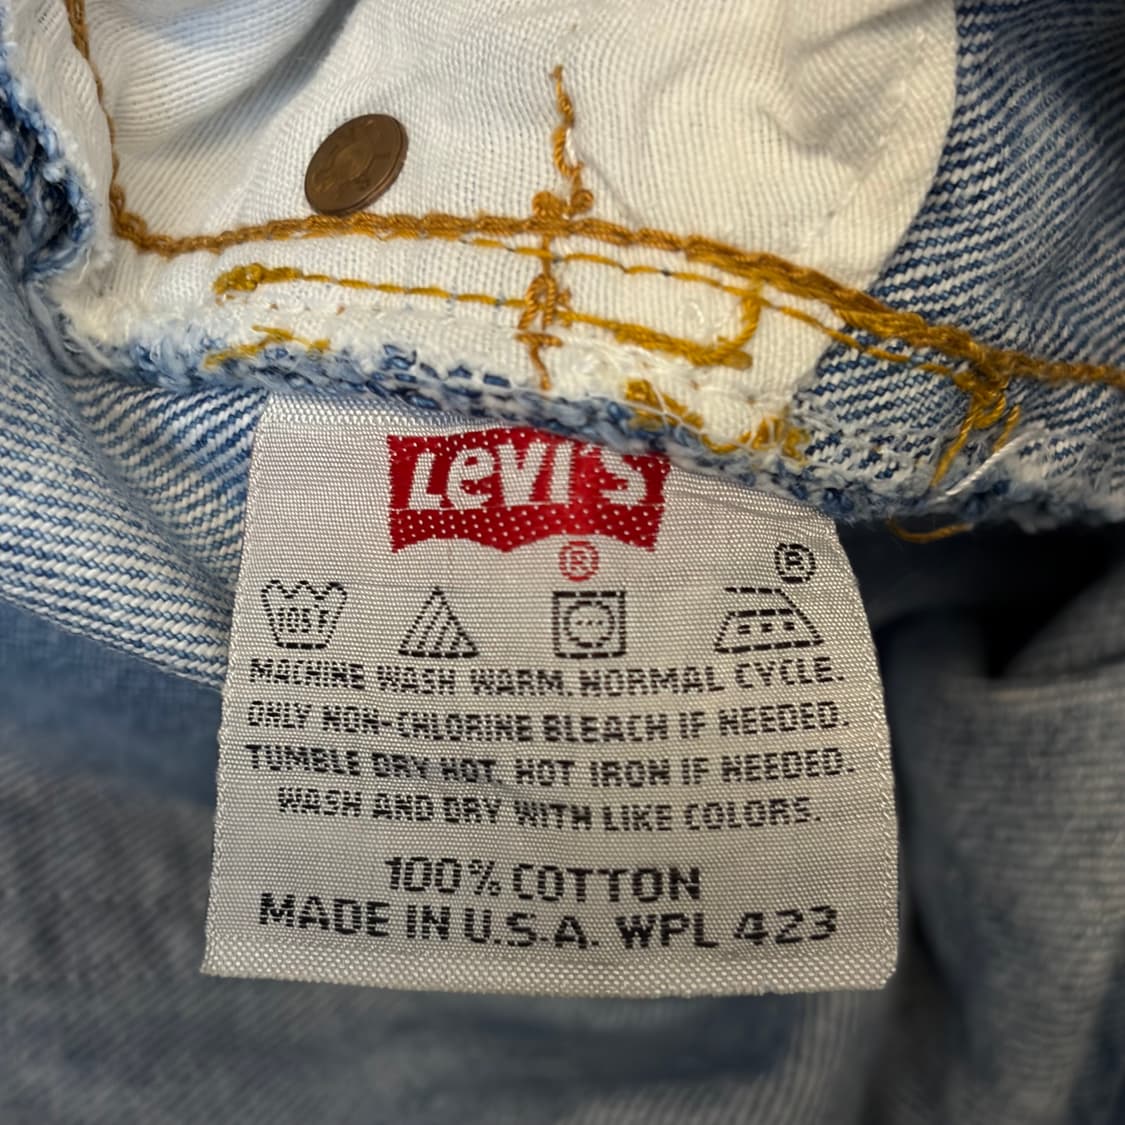 Levi's
®
®
105F
MACHINE WASH WARM. NORMAL CYCLE.
ONLY NON-CHLORINE BLEACH IF NEEDED.
TUMBLE DRY HOT. HOT IRON IF NEEDED.
WASH AND DRY WITH LIKE COLORS.
100% COTTON
MADE IN U.S.A. WPL 423